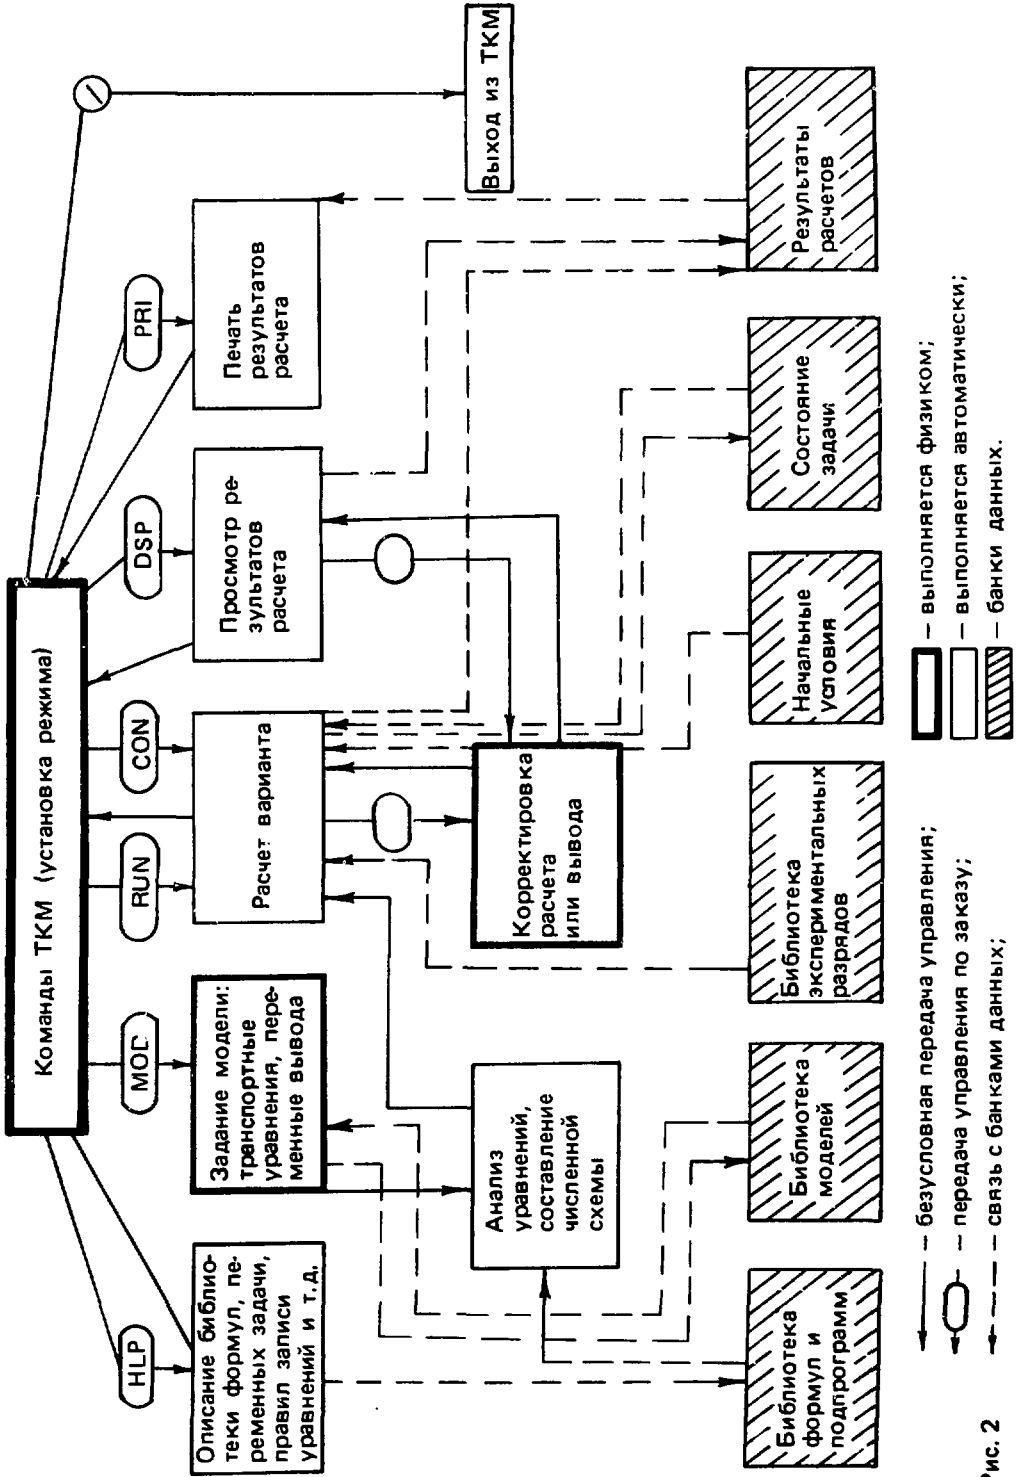 Команды ТКМ (установка режима)
HLP
MOD
RUN
CON
DSP
PRI
/
Описание библио-
теки формул, пе-
ременных задачи,
правил записи
уравнений и т.д.
Задание модели:
транспортные
уравнения, пере-
менные вывода
Расчет варианта
Просмотр ре-
зультатов
расчета
Печать
результатов
расчета
Анализ
уравнений,
составление
численной
схемы
Корректировка
расчета
или вывода
Выход из ТКМ
Библиотека
формул и
подпрограмм
Библиотека
моделей
Библиотека
экспериментальных
разрядов
Начальные
условия
Состояние
задачи
Результаты
расчетов
— безусловная передача управления;
— передача управления по заказу;
— связь с банками данных;
— выполняется физиком;
— выполняется автоматически;
— банки данных.
Рис. 2